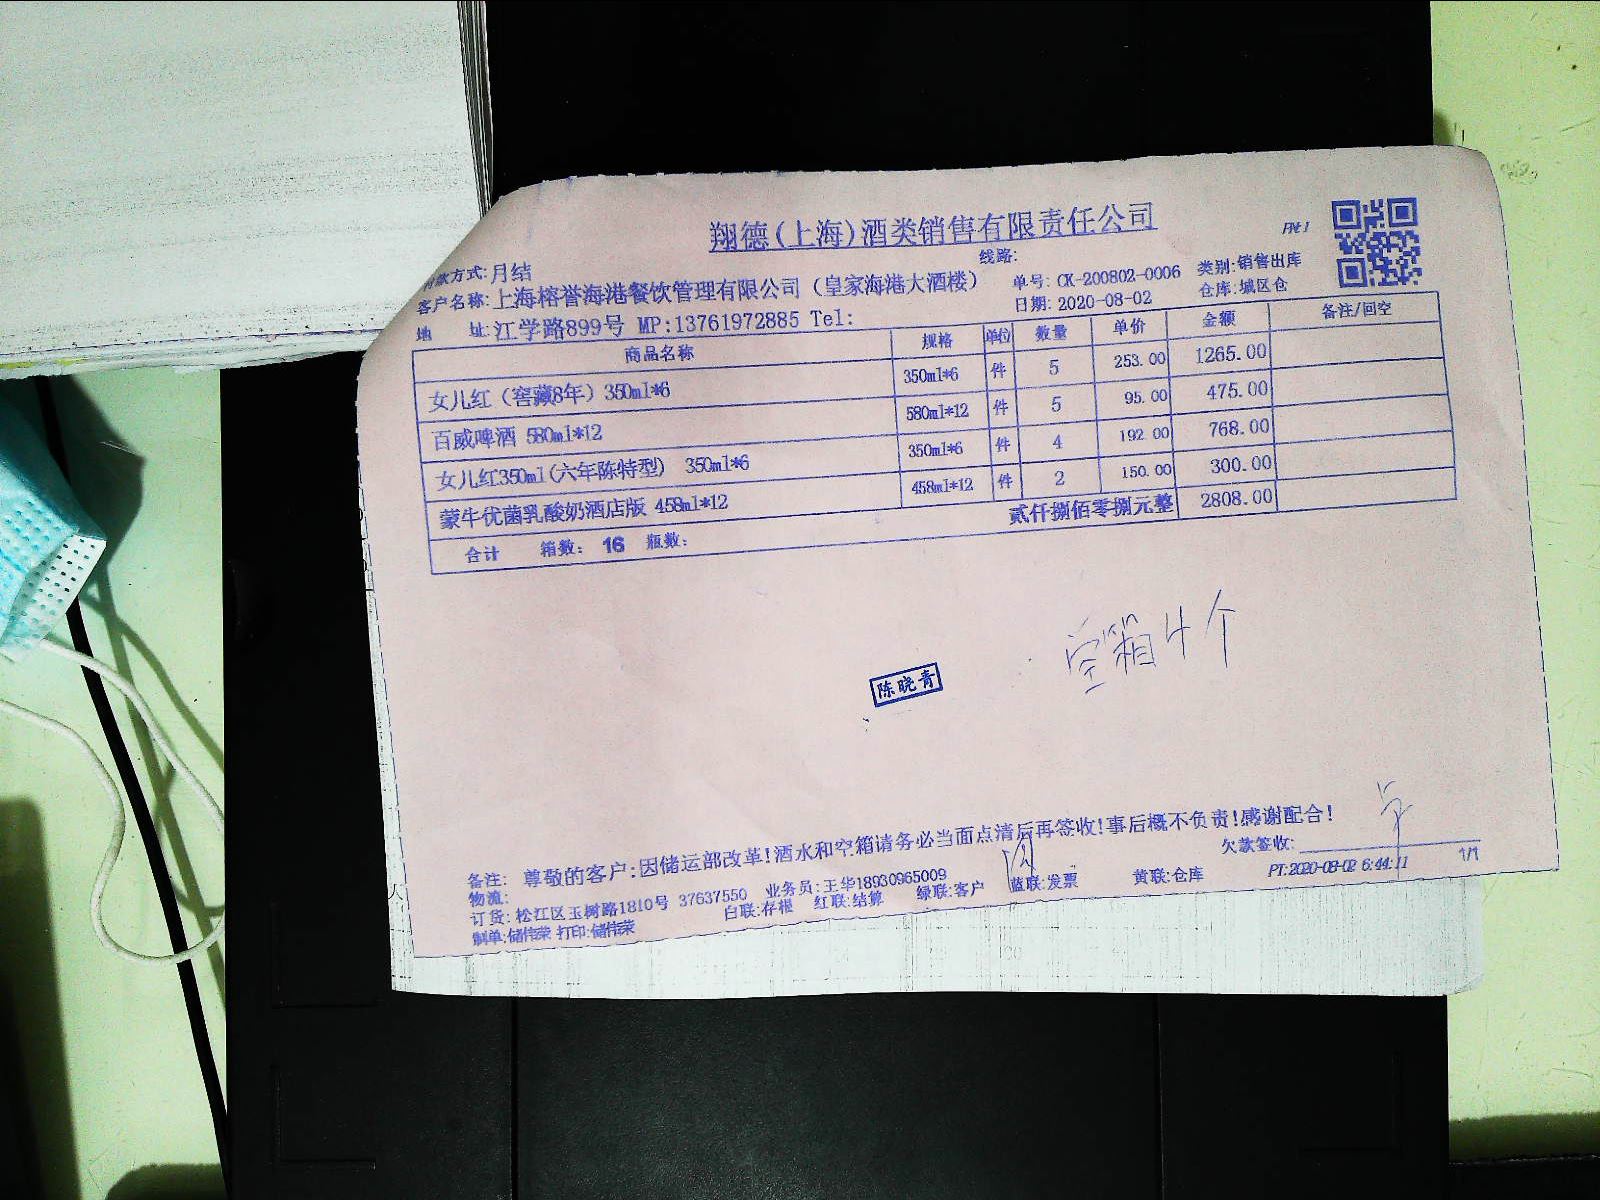 翔德(上海)酒类销售有限责任公司
付款方式:月结
线路:
客户名称:上海榕誉海港餐饮管理有限公司（皇家海港大酒楼）
单号: CK-200802-0006 类别:销售出库
地 址:江学路899号 MP:13761972885 Tel:
日期: 2020-08-02 仓库:城区仓
商品名称 规格 单位 数量 单价 金额 备注/回空
女儿红（窖藏8年）350ml*6 350ml*6 件 5 253.00 1265.00
百威啤酒 580ml*12 580ml*12 件 5 95.00 475.00
女儿红350ml(六年陈特型) 350ml*6 350ml*6 件 4 192.00 768.00
蒙牛优菌乳酸奶酒店版 458ml*12 458ml*12 件 2 150.00 300.00
合计 箱数: 16 瓶数: 贰仟捌佰零捌元整 2808.00
空箱4个
陈晓青
备注: 尊敬的客户:因储运部改革!酒水和空箱请务必当面点清后再签收!事后概不负责!感谢配合!
物流:
欠款签收:
订货:松江区玉树路1810号 37637550 业务员:王华18930965009
制单:储伟荣 打印:储伟荣 白联:存根 红联:结算 绿联:客户 蓝联:发票 黄联:仓库 PT:2020-08-02 6:44:11 1/1